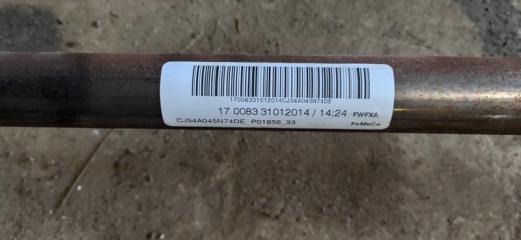 17008331012014CJ54A045N74DE
17 0083 31012014 / 14:24 FWFXA
CJ54A045N74DE P01956_33 FoMoCo